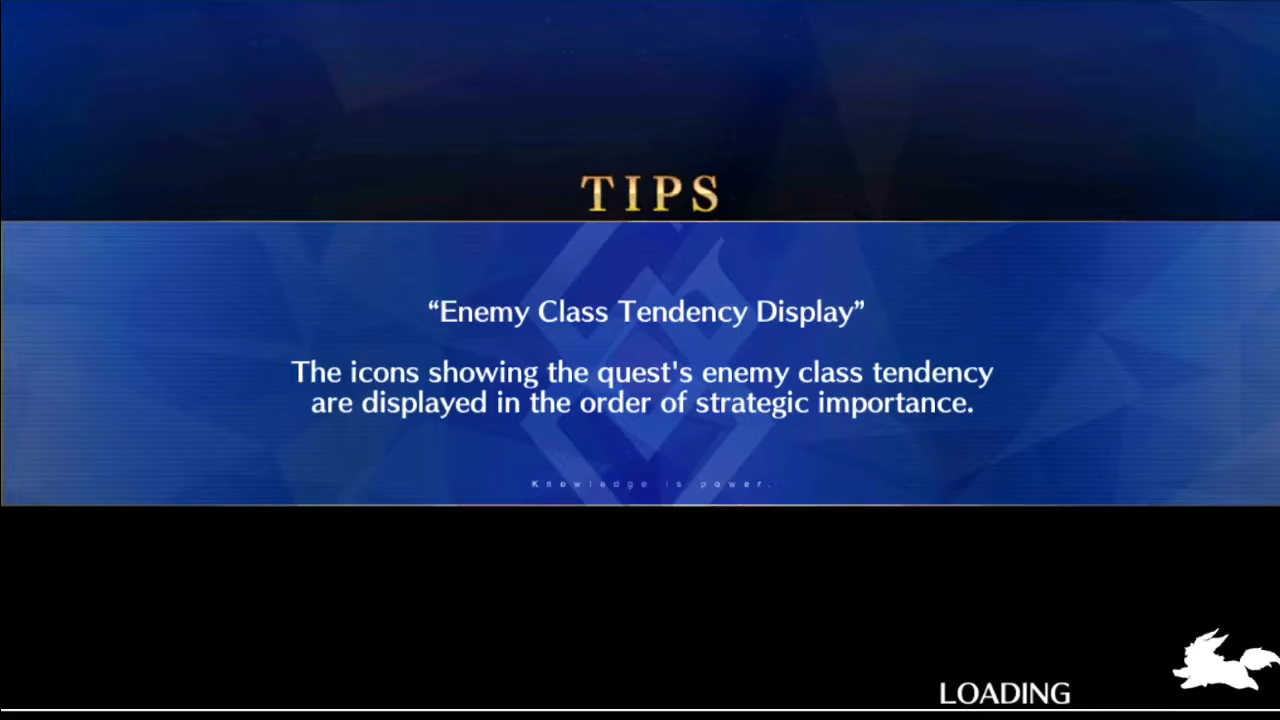 TIPS
“Enemy Class Tendency Display”
The icons showing the quest's enemy class tendency
are displayed in the order of strategic importance.
Knowledge is power.
LOADING